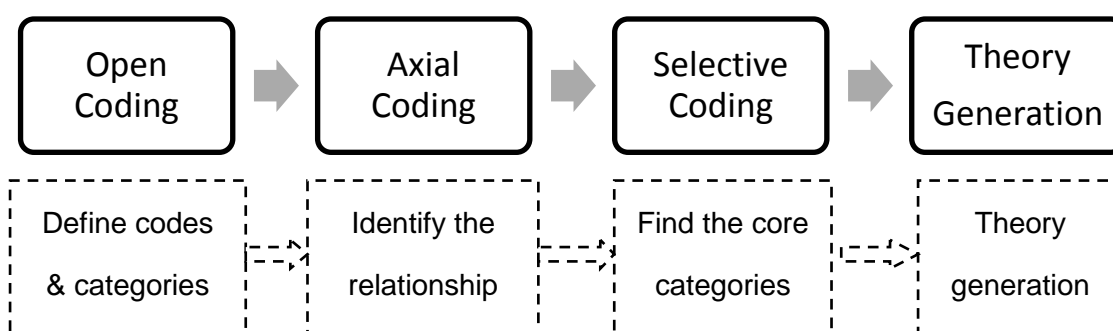 Open
Coding
Axial
Coding
Selective
Coding
Theory
Generation
Define codes
& categories
Identify the
relationship
Find the core
categories
Theory
generation